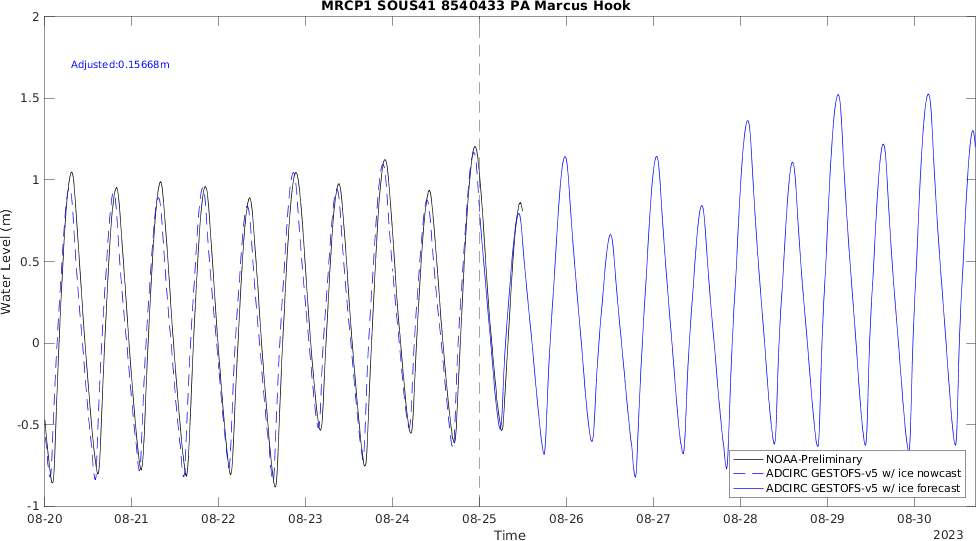 MRCP1 SOUS41 8540433 PA Marcus Hook
Adjusted:0.15668m
Water Level (m)
2
1.5
1
0.5
0
-0.5
-1
NOAA-Preliminary
ADCIRC GESTOFS-v5 w/ ice nowcast
ADCIRC GESTOFS-v5 w/ ice forecast
08-20 08-21 08-22 08-23 08-24 08-25 08-26 08-27 08-28 08-29 08-30
Time
2023